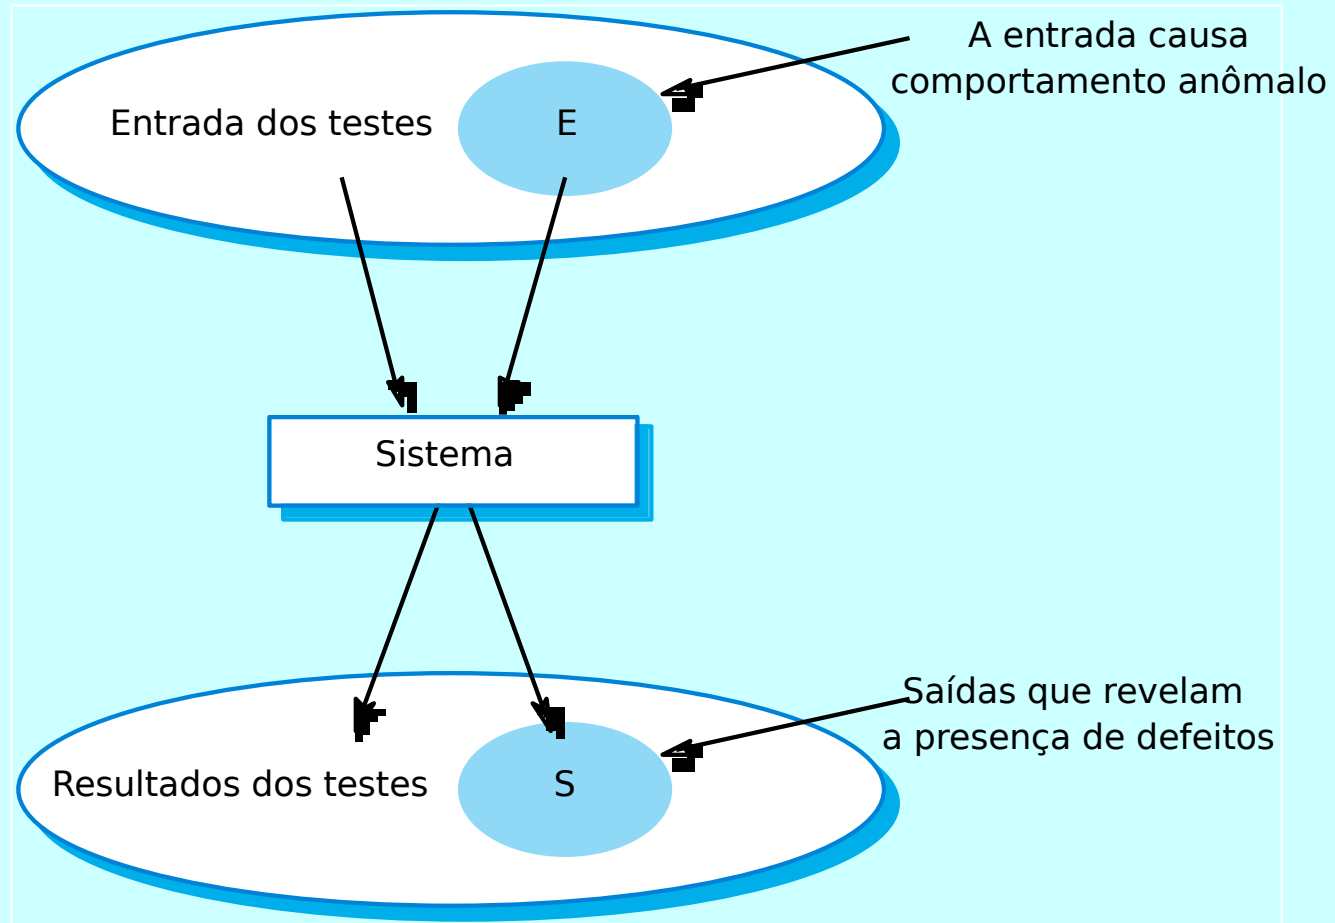 A entrada causa
comportamento anômalo
Entrada dos testes
E
Sistema
Saídas que revelam
a presença de defeitos
Resultados dos testes
S